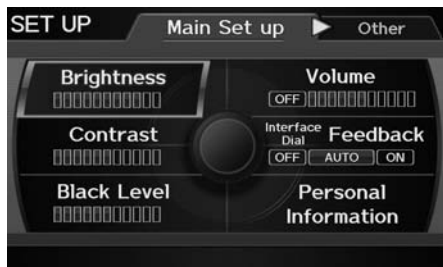 SET UP
Main Set up
Other
Brightness
Volume
OFF
Contrast
Interface Dial Feedback
OFF AUTO ON
Black Level
Personal
Information